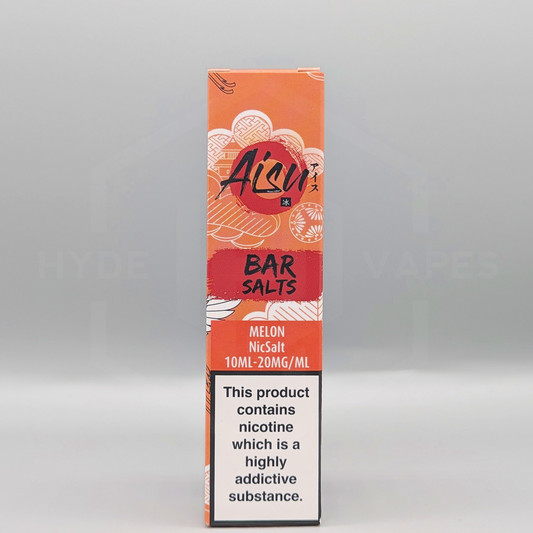 HYDE VAPES
Aisu
アイス
氷
BAR
SALTS
MELON
NicSalt
10ML-20MG/ML
This product
contains
nicotine
which is a
highly
addictive
substance.